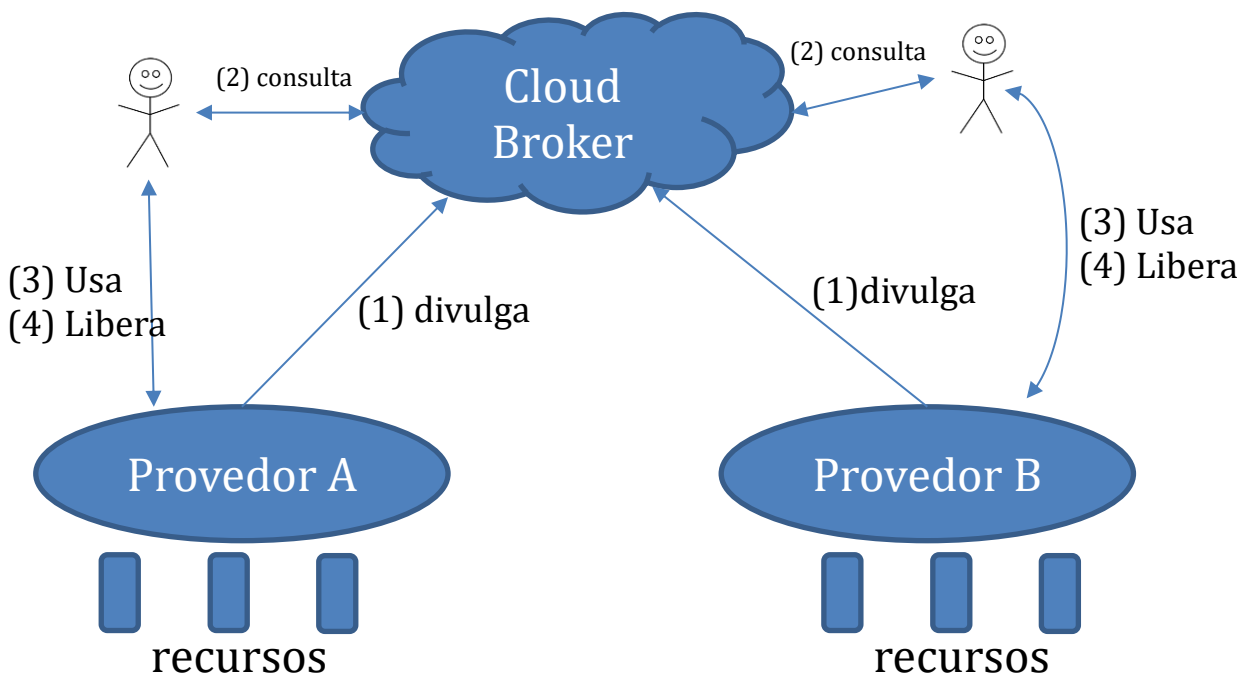 (2) consulta
Cloud
Broker
(2) consulta
(3) Usa
(4) Libera
(1) divulga
(1)divulga
(3) Usa
(4) Libera
Provedor A
Provedor B
recursos
recursos